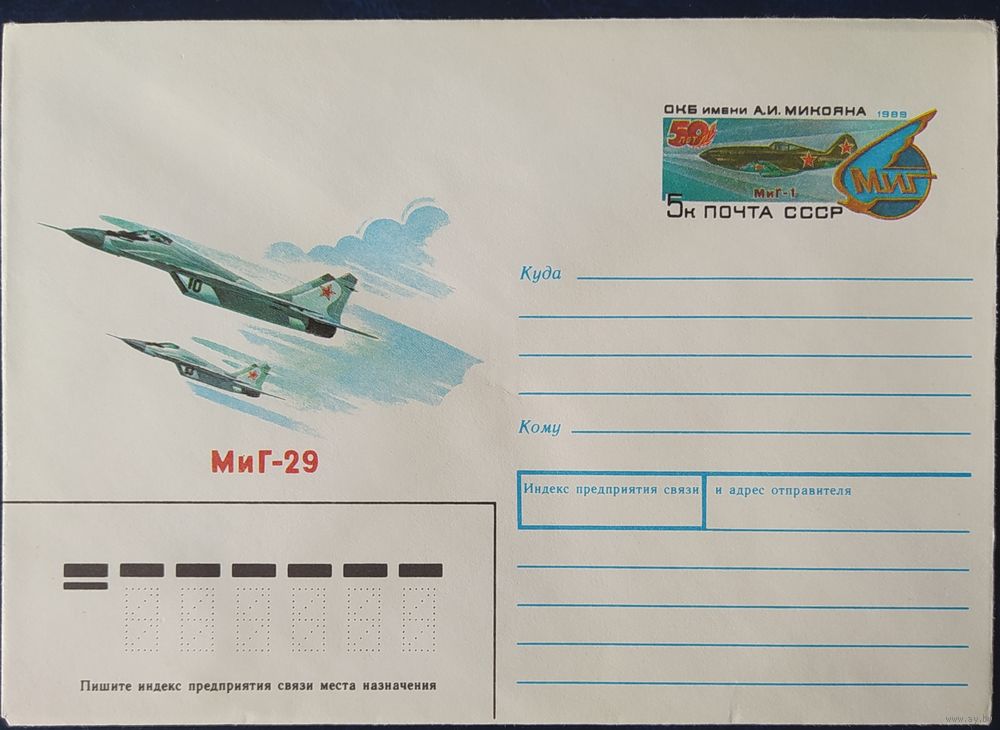 ОКБ имени А.И. МИКОЯНА 1989
50 ЛЕТ
МиГ
МиГ-1
5к ПОЧТА СССР
10
МиГ-29
Куда
Кому
Индекс предприятия связи и адрес отправителя
Пишите индекс предприятия связи места назначения